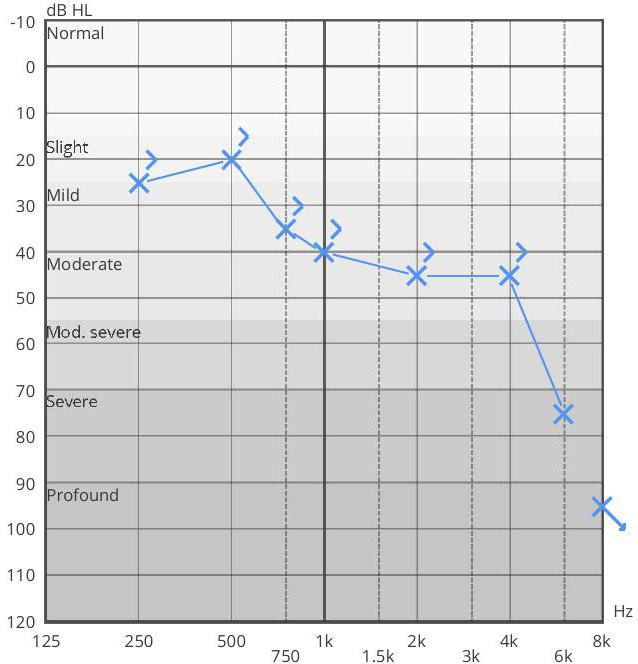 dB HL
-10
Normal
0
10
Slight
20
Mild
30
40
Moderate
50
Mod. severe
60
70
Severe
80
90
Profound
100
110
120
Hz
125 250 500 1k 2k 4k 8k
750 1.5k 3k 6k